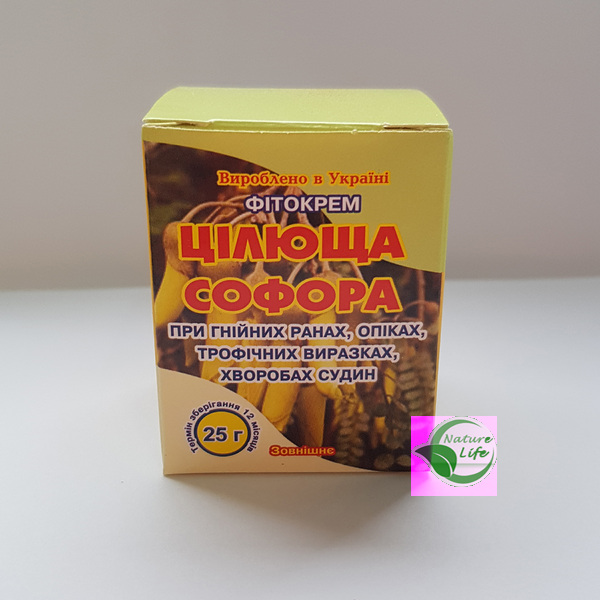 Вироблено в Україні
ФІТОКРЕМ
ЦІЛЮЩА
СОФОРА
ПРИ ГНІЙНИХ РАНАХ, ОПІКАХ,
ТРОФІЧНИХ ВИРАЗКАХ,
ХВОРОБАХ СУДИН
Термін зберігання 12 місяців
25 г
Зовнішнє
Nature
Life